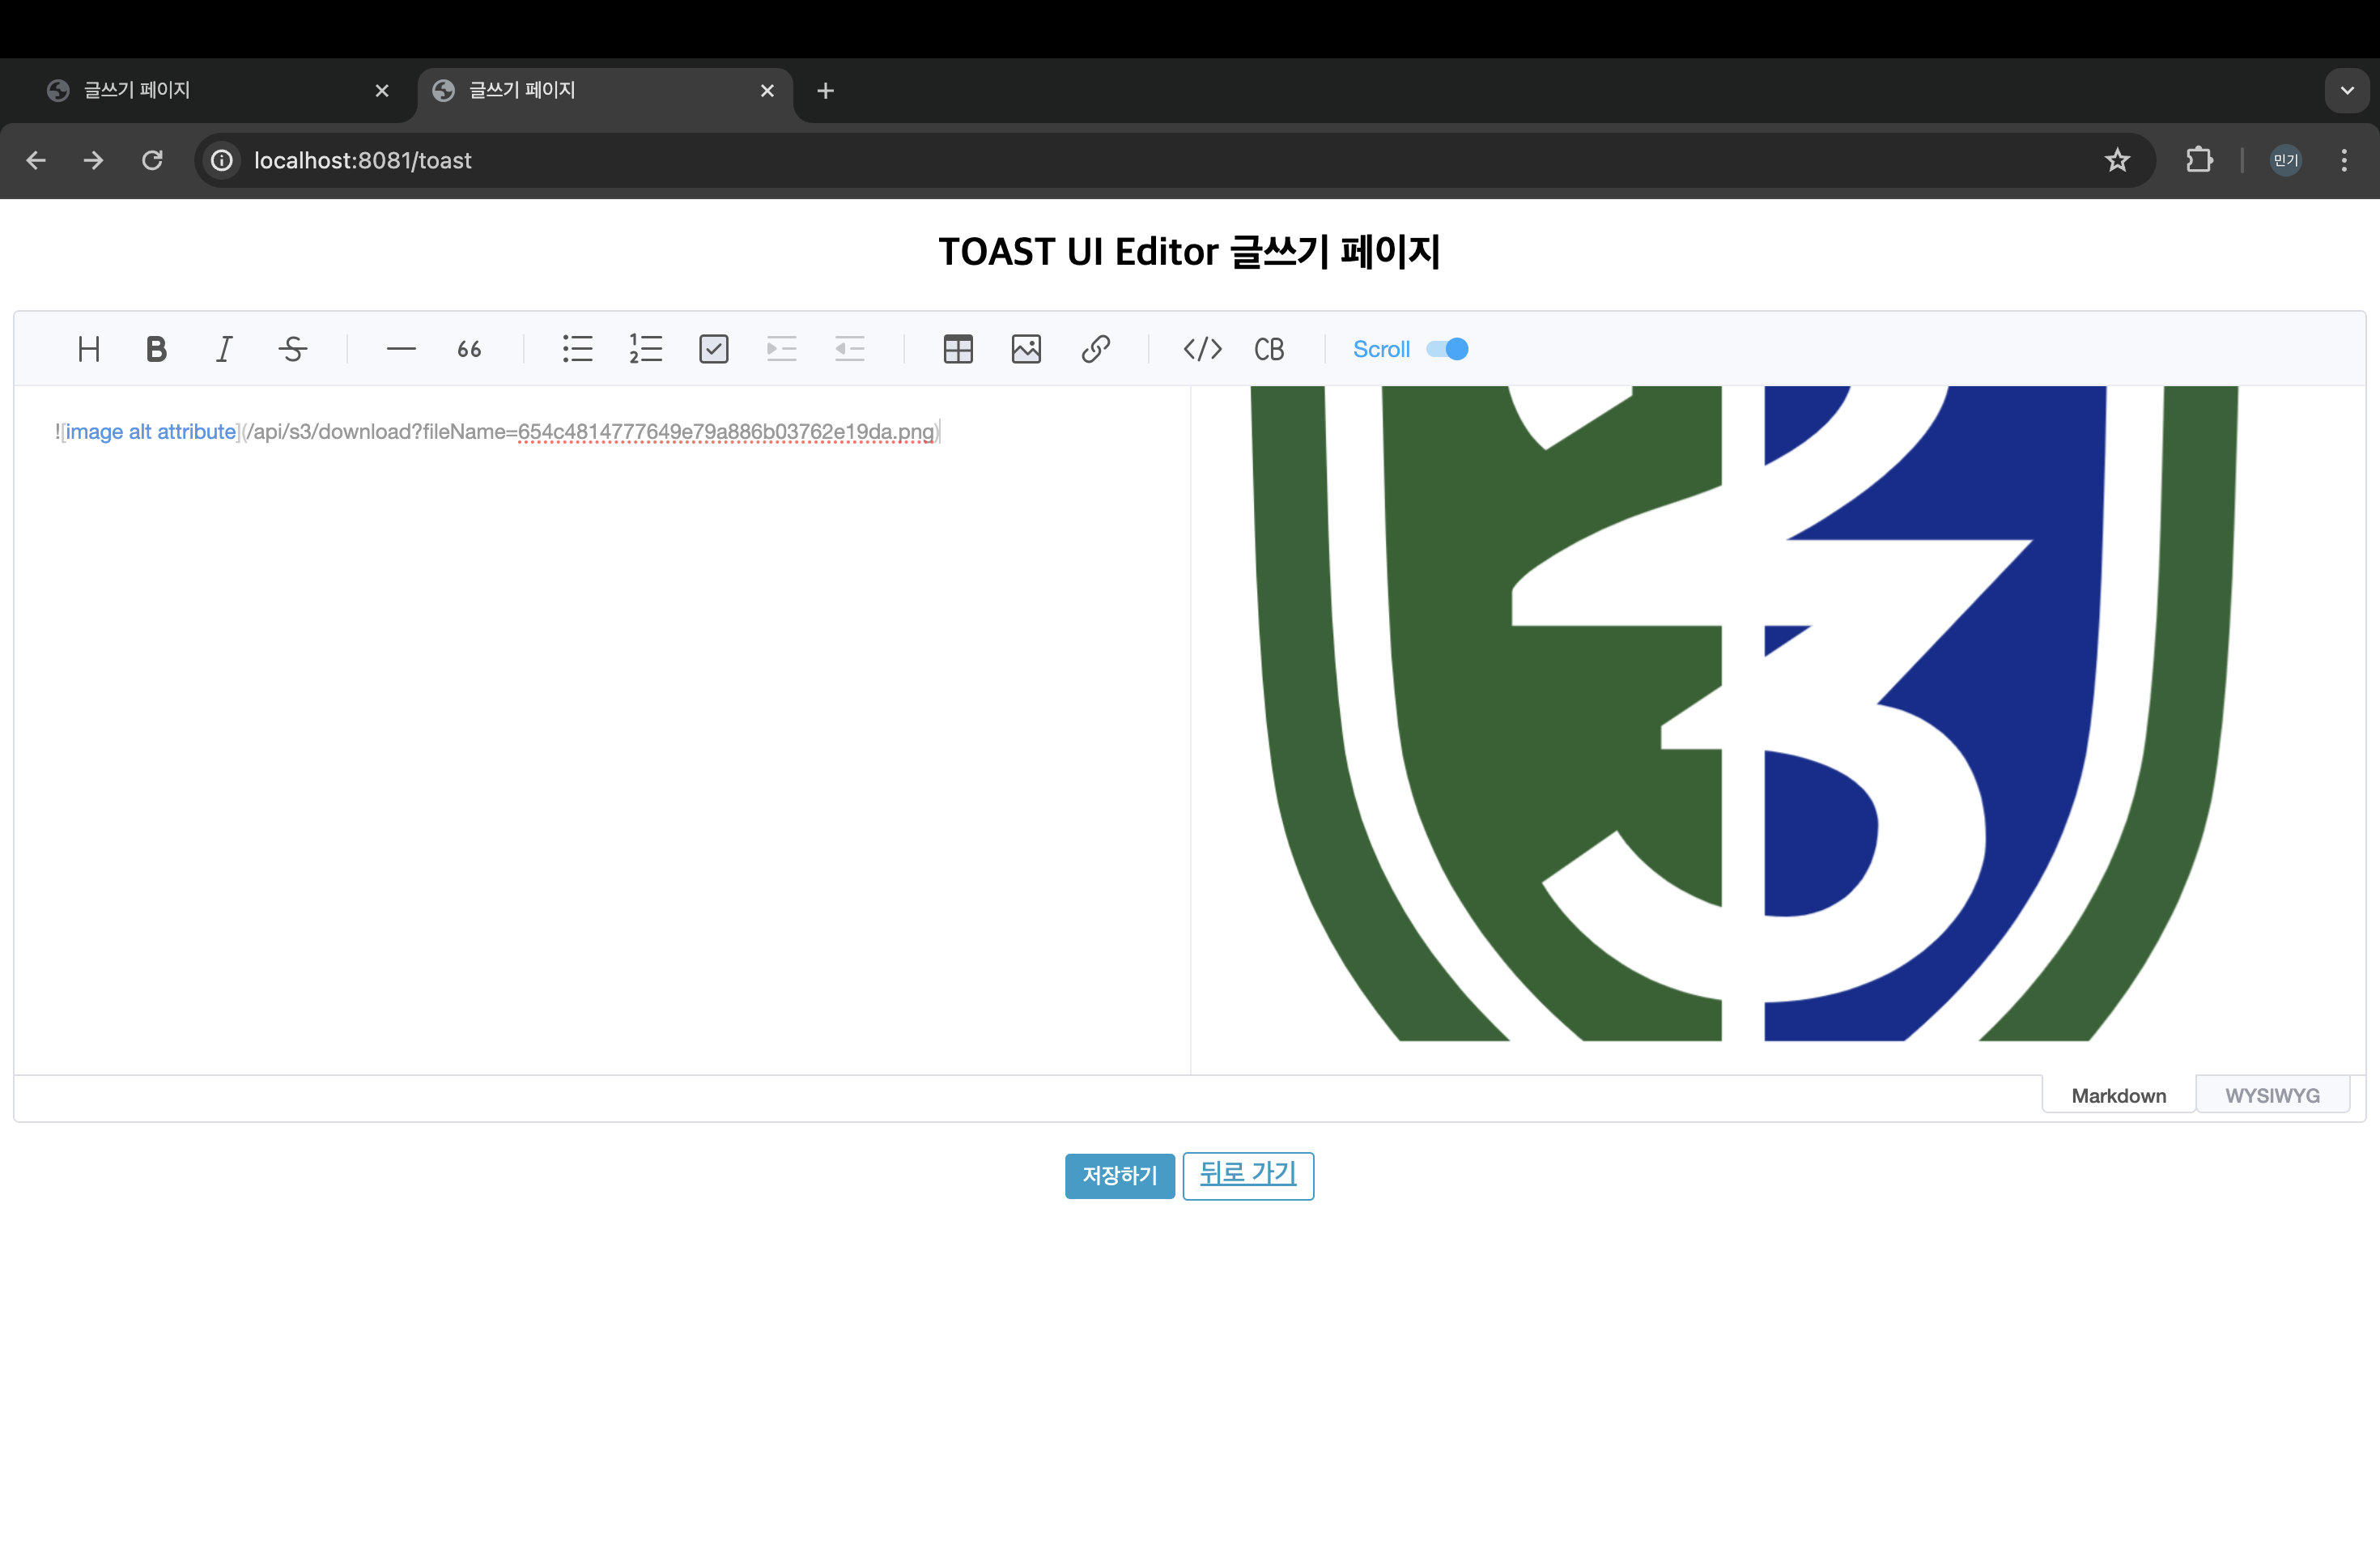 글쓰기 페이지
글쓰기 페이지
localhost:8081/toast
민기
TOAST UI Editor 글쓰기 페이지
Scroll
![image alt attribute](/api/s3/download?fileName=654c4814777649e79a886b03762e19da.png)
23
Markdown
WYSIWYG
저장하기
뒤로 가기